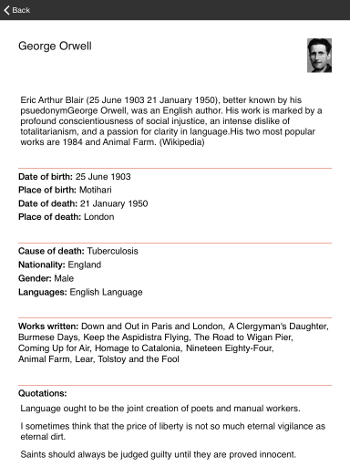 Back
George Orwell
Eric Arthur Blair (25 June 1903 21 January 1950), better known by his
psuedonymGeorge Orwell, was an English author. His work is marked by a
profound conscientiousness of social injustice, an intense dislike of
totalitarianism, and a passion for clarity in language.His two most popular
works are 1984 and Animal Farm. (Wikipedia)
Date of birth: 25 June 1903
Place of birth: Motihari
Date of death: 21 January 1950
Place of death: London
Cause of death: Tuberculosis
Nationality: England
Gender: Male
Languages: English Language
Works written: Down and Out in Paris and London, A Clergyman's Daughter,
Burmese Days, Keep the Aspidistra Flying, The Road to Wigan Pier,
Coming Up for Air, Homage to Catalonia, Nineteen Eighty-Four,
Animal Farm, Lear, Tolstoy and the Fool
Quotations:
Language ought to be the joint creation of poets and manual workers.
I sometimes think that the price of liberty is not so much eternal vigilance as
eternal dirt.
Saints should always be judged guilty until they are proved innocent.